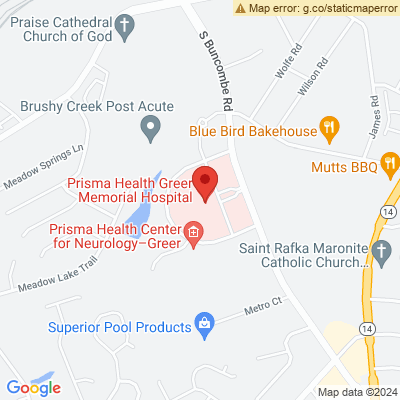 Map error: g.co/staticmaperror
Praise Cathedral
Church of God
S Buncombe Rd
Wolfe Rd
Wilson Rd
James Rd
Brushy Creek Post Acute
Blue Bird Bakehouse
Meadow Springs Ln
Mutts BBQ
Prisma Health Greer
Memorial Hospital
14
Prisma Health Center
for Neurology–Greer
Saint Rafka Maronite
Catholic Church...
Meadow Lake Trail
Metro Ct
Superior Pool Products
14
Google
Map data ©2024